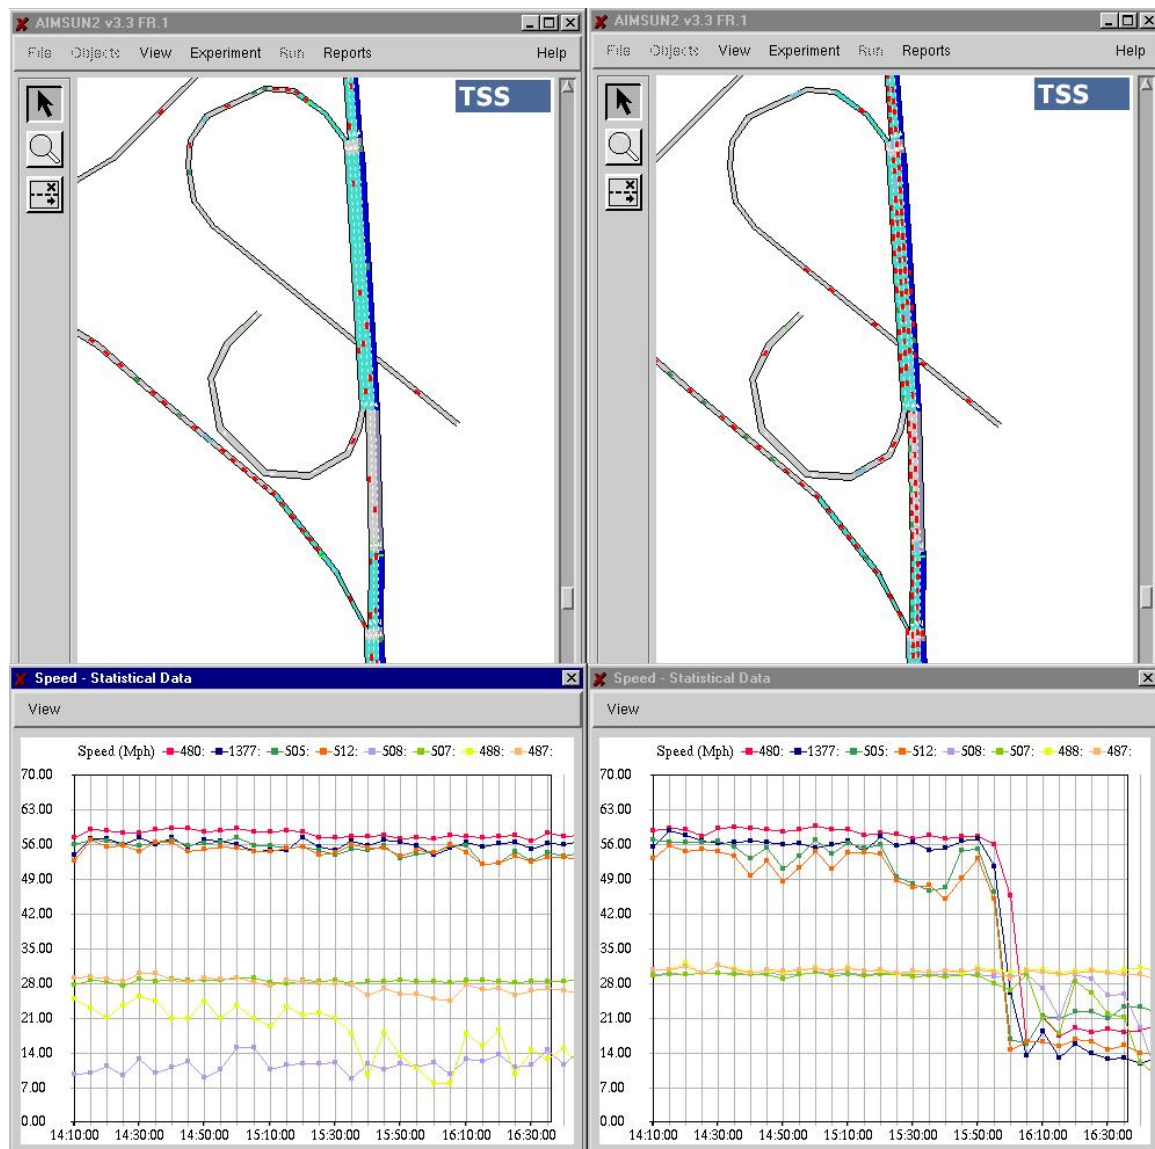 AIMSUN2 v3.3 FR.1
File Objects View Experiment Run Reports Help
TSS
Speed - Statistical Data
View
Speed (Mph) 480: 1377: 505: 512: 508: 507: 488: 487:
70.00
63.00
56.00
49.00
42.00
35.00
28.00
21.00
14.00
7.00
0.00
14:10:00 14:30:00 14:50:00 15:10:00 15:30:00 15:50:00 16:10:00 16:30:00
AIMSUN2 v3.3 FR.1
File Objects View Experiment Run Reports Help
TSS
Speed - Statistical Data
View
Speed (Mph) 480: 1377: 505: 512: 508: 507: 488: 487:
70.00
63.00
56.00
49.00
42.00
35.00
28.00
21.00
14.00
7.00
0.00
14:10:00 14:30:00 14:50:00 15:10:00 15:30:00 15:50:00 16:10:00 16:30:00